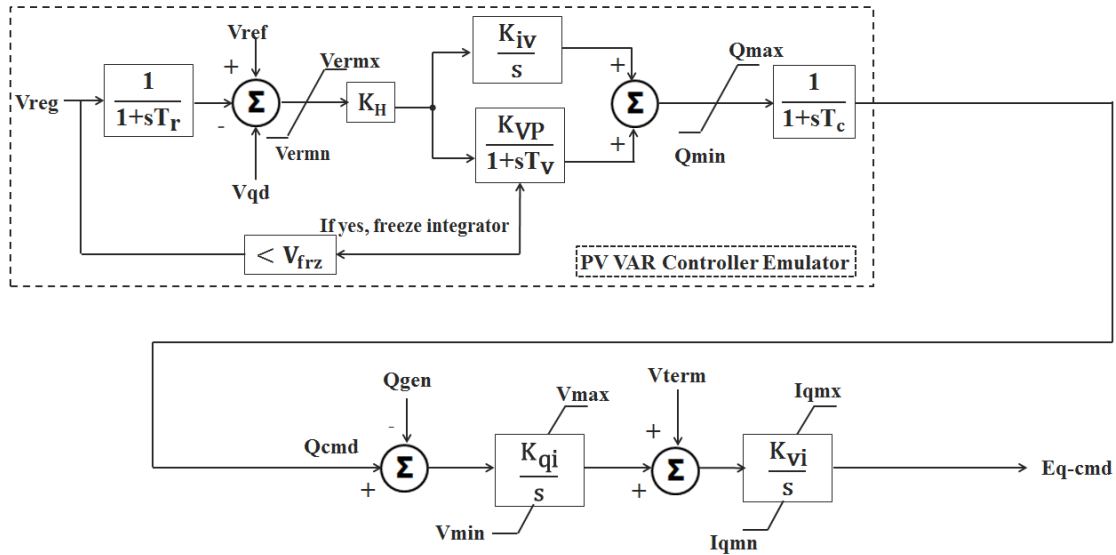 Vref
Vermx
Vreg
1
1+sTr
+
-
Σ
Vermn
Vqd
KH
Kiv
s
KVP
1+sTv
+
+
Σ
Qmax
Qmin
1
1+sTc
If yes, freeze integrator
< Vfrz
PV VAR Controller Emulator
Qgen
-
Qcmd
+
Σ
Vmax
Kqi
s
Vmin
Vterm
+
+
Σ
Iqmx
Kvi
s
Iqmn
Eq-cmd